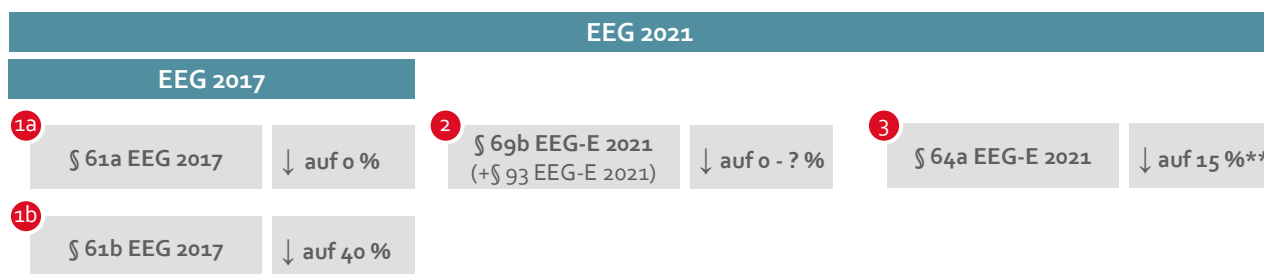 EEG 2021
EEG 2017
1a
§ 61a EEG 2017
↓ auf 0 %
2
§ 69b EEG-E 2021
(+§ 93 EEG-E 2021)
↓ auf 0 - ? %
3
§ 64a EEG-E 2021
↓ auf 15 %**
1b
§ 61b EEG 2017
↓ auf 40 %